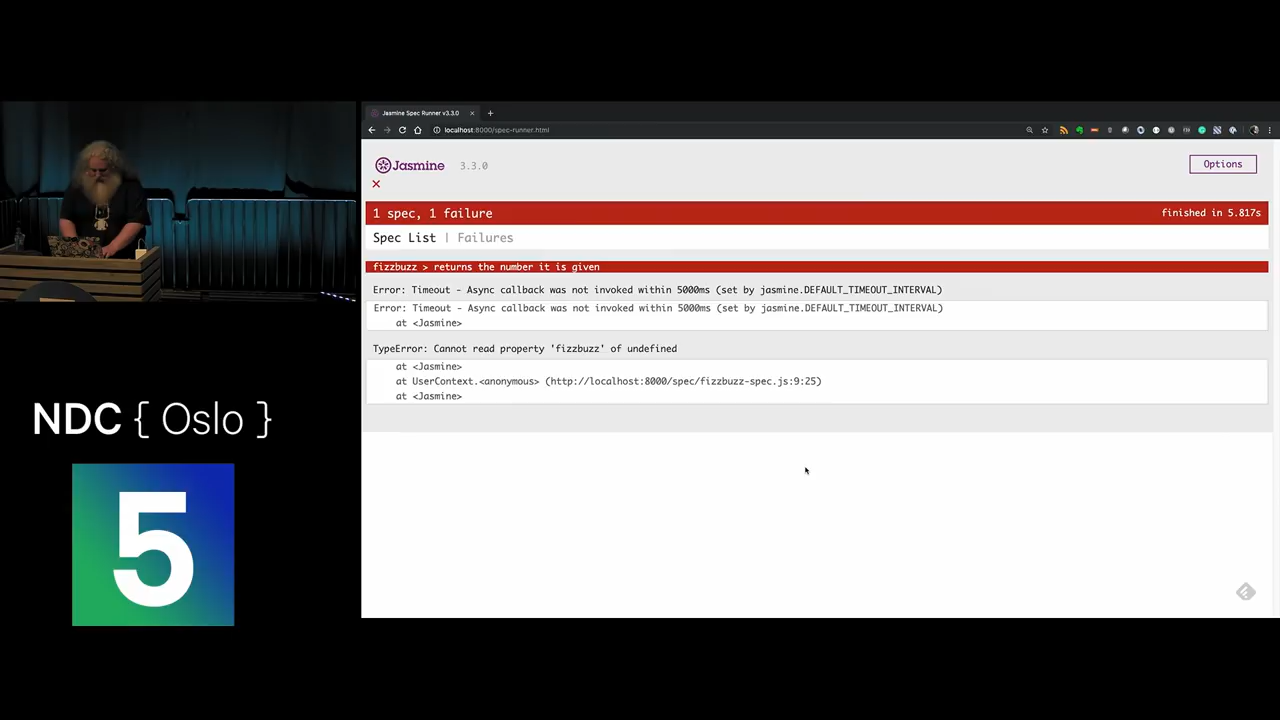 Jasmine Spec Runner v3.3.0
localhost:8000/spec-runner.html
Jasmine 3.3.0
Options
×
1 spec, 1 failure
finished in 5.817s
Spec List | Failures
fizzbuzz > returns the number it is given
Error: Timeout - Async callback was not invoked within 5000ms (set by jasmine.DEFAULT_TIMEOUT_INTERVAL)
Error: Timeout - Async callback was not invoked within 5000ms (set by jasmine.DEFAULT_TIMEOUT_INTERVAL)
at <Jasmine>
TypeError: Cannot read property 'fizzbuzz' of undefined
at <Jasmine>
at UserContext.<anonymous> (http://localhost:8000/spec/fizzbuzz-spec.js:9:25)
at <Jasmine>
NDC { Oslo }
5